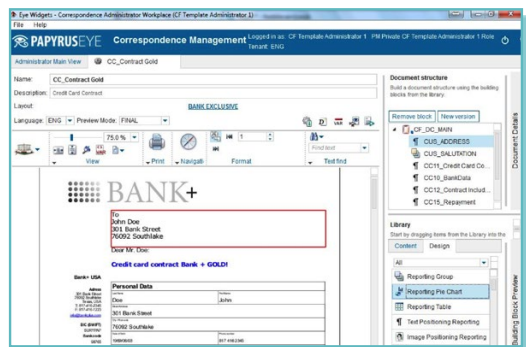 Eye Widgets - Correspondence Administrator Workplace (CF Template Administrator 1)
File Help
PAPYRUSEYE Correspondence Management Logged in as: CF Template Administrator 1 PM Private CF Template Administrator 1 Role
Tenant: ENG
Administrator Main View CC_Contract Gold
Name: CC_Contract Gold
Description: Credit Card Contract
Layout: BANK EXCLUSIVE
Language: ENG Preview Mode: FINAL
75.0 % 1 Find text
View Print Navigati Format Text find
BANK+
To
John Doe
301 Bank Street
76092 Southlake
Dear Mr. Doe:
Credit card contract Bank + GOLD!
Bank+ USA
Personal Data
Doe John
301 Bank Street
76092 Southlake
Document structure
Build a document structure using the building
blocks from the library.
Remove block New version
CF_DC_MAIN
CUS_ADDRESS
CUS_SALUTATION
CC11_Credit Card Co...
CC10_BankData
CC12_Contract Includ...
CC15_Repayment
Library
Start by dragging items from the Library into the
Content Design
All
Reporting Group
Reporting Pie Chart
Reporting Table
Text Positioning Reporting
Image Positioning Reporting
Document Details
Building Block Preview